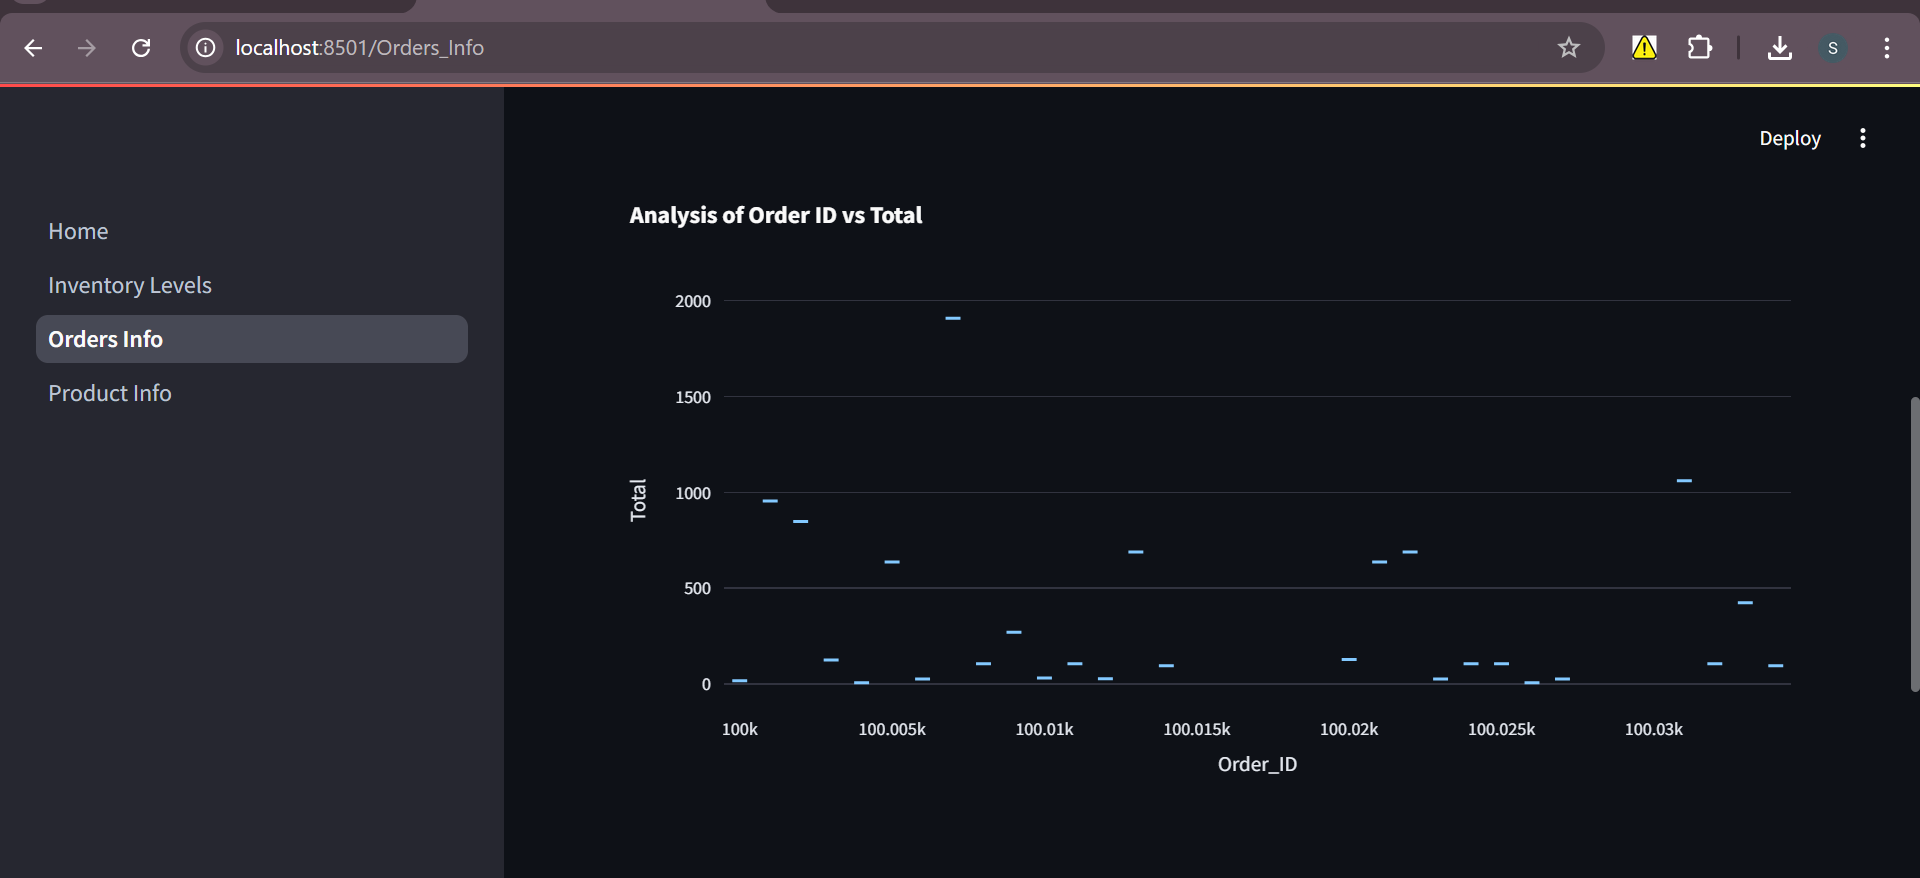 localhost:8501/Orders_Info
S
Deploy
Home
Inventory Levels
Orders Info
Product Info
Analysis of Order ID vs Total
2000
1500
1000
500
0
Total
100k 100.005k 100.01k 100.015k 100.02k 100.025k 100.03k
Order_ID